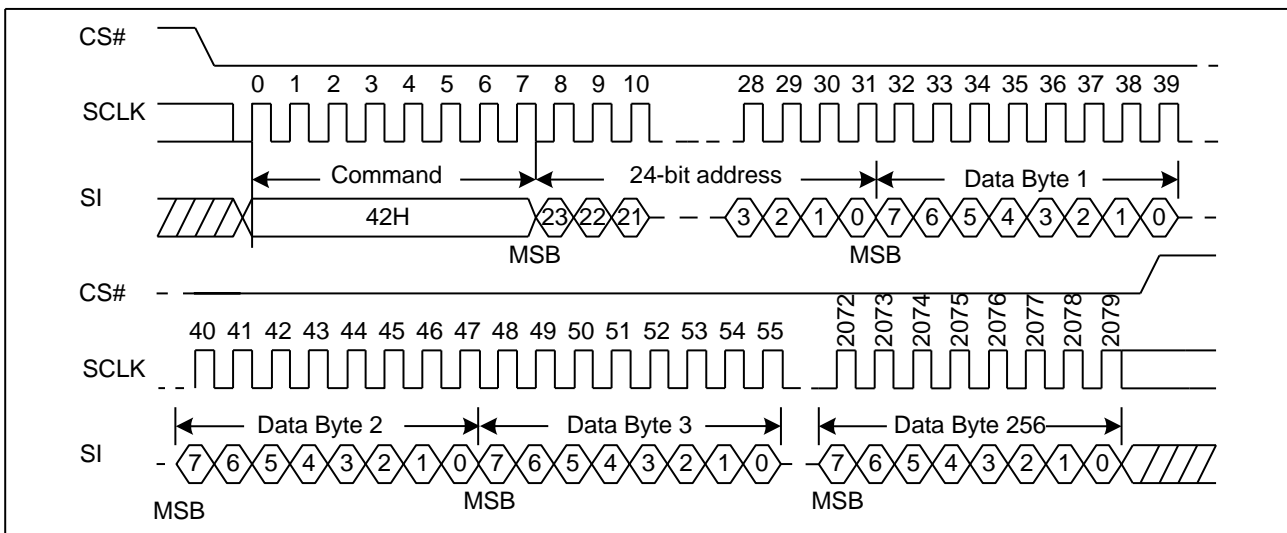 CS#
0 1 2 3 4 5 6 7 8 9 10 28 29 30 31 32 33 34 35 36 37 38 39
SCLK
Command 24-bit address Data Byte 1
SI
42H 23 22 21 3 2 1 0 7 6 5 4 3 2 1 0
MSB MSB
CS#
40 41 42 43 44 45 46 47 48 49 50 51 52 53 54 55 2072 2073 2074 2075 2076 2077 2078 2079
SCLK
Data Byte 2 Data Byte 3 Data Byte 256
SI
7 6 5 4 3 2 1 0 7 6 5 4 3 2 1 0 7 6 5 4 3 2 1 0
MSB MSB MSB